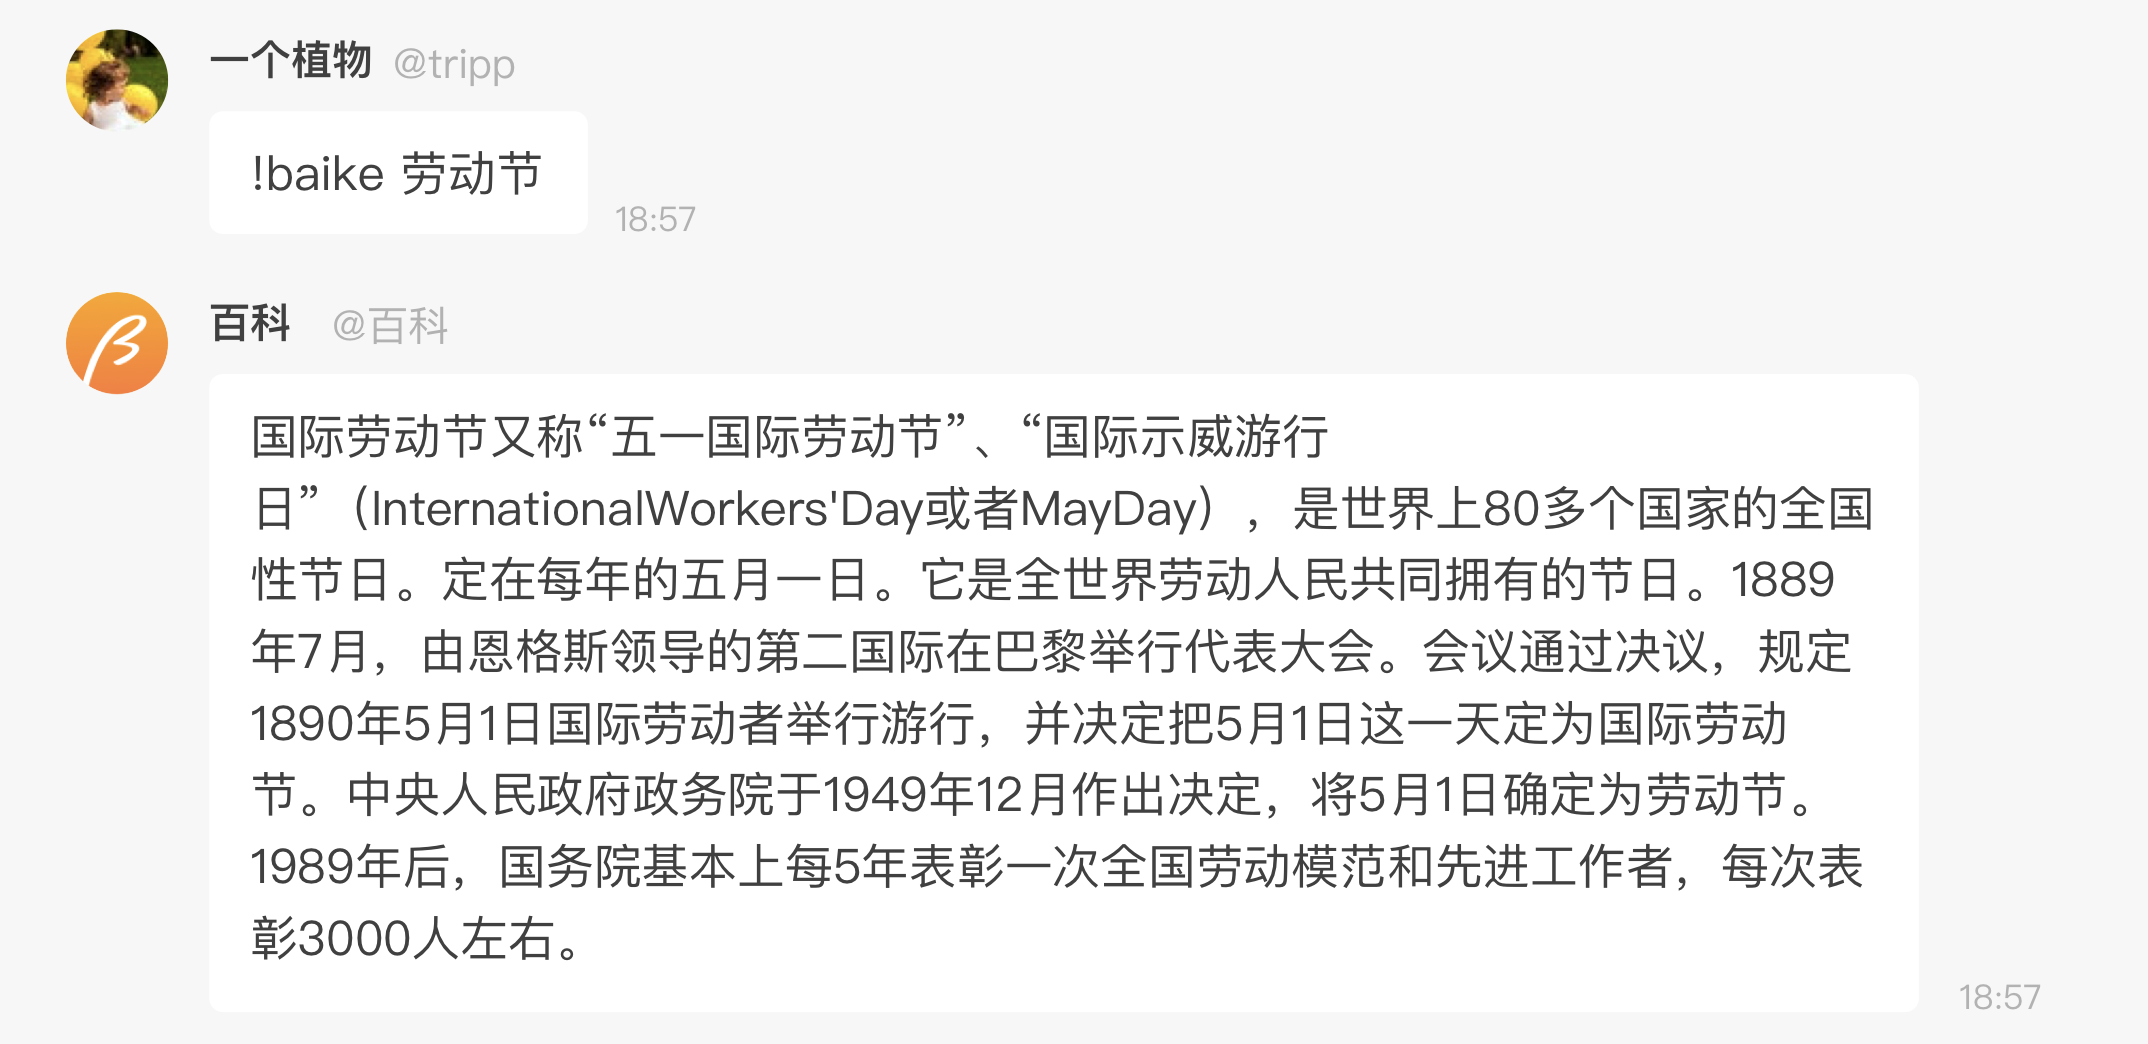 一个植物 @tripp
!baike 劳动节
18:57
百科 @百科
国际劳动节又称“五一国际劳动节”、“国际示威游行
日”（InternationalWorkers'Day或者MayDay），是世界上80多个国家的全国
性节日。定在每年的五月一日。它是全世界劳动人民共同拥有的节日。1889
年7月，由恩格斯领导的第二国际在巴黎举行代表大会。会议通过决议，规定
1890年5月1日国际劳动者举行游行，并决定把5月1日这一天定为国际劳动
节。中央人民政府政务院于1949年12月作出决定，将5月1日确定为劳动节。
1989年后，国务院基本上每5年表彰一次全国劳动模范和先进工作者，每次表
彰3000人左右。
18:57